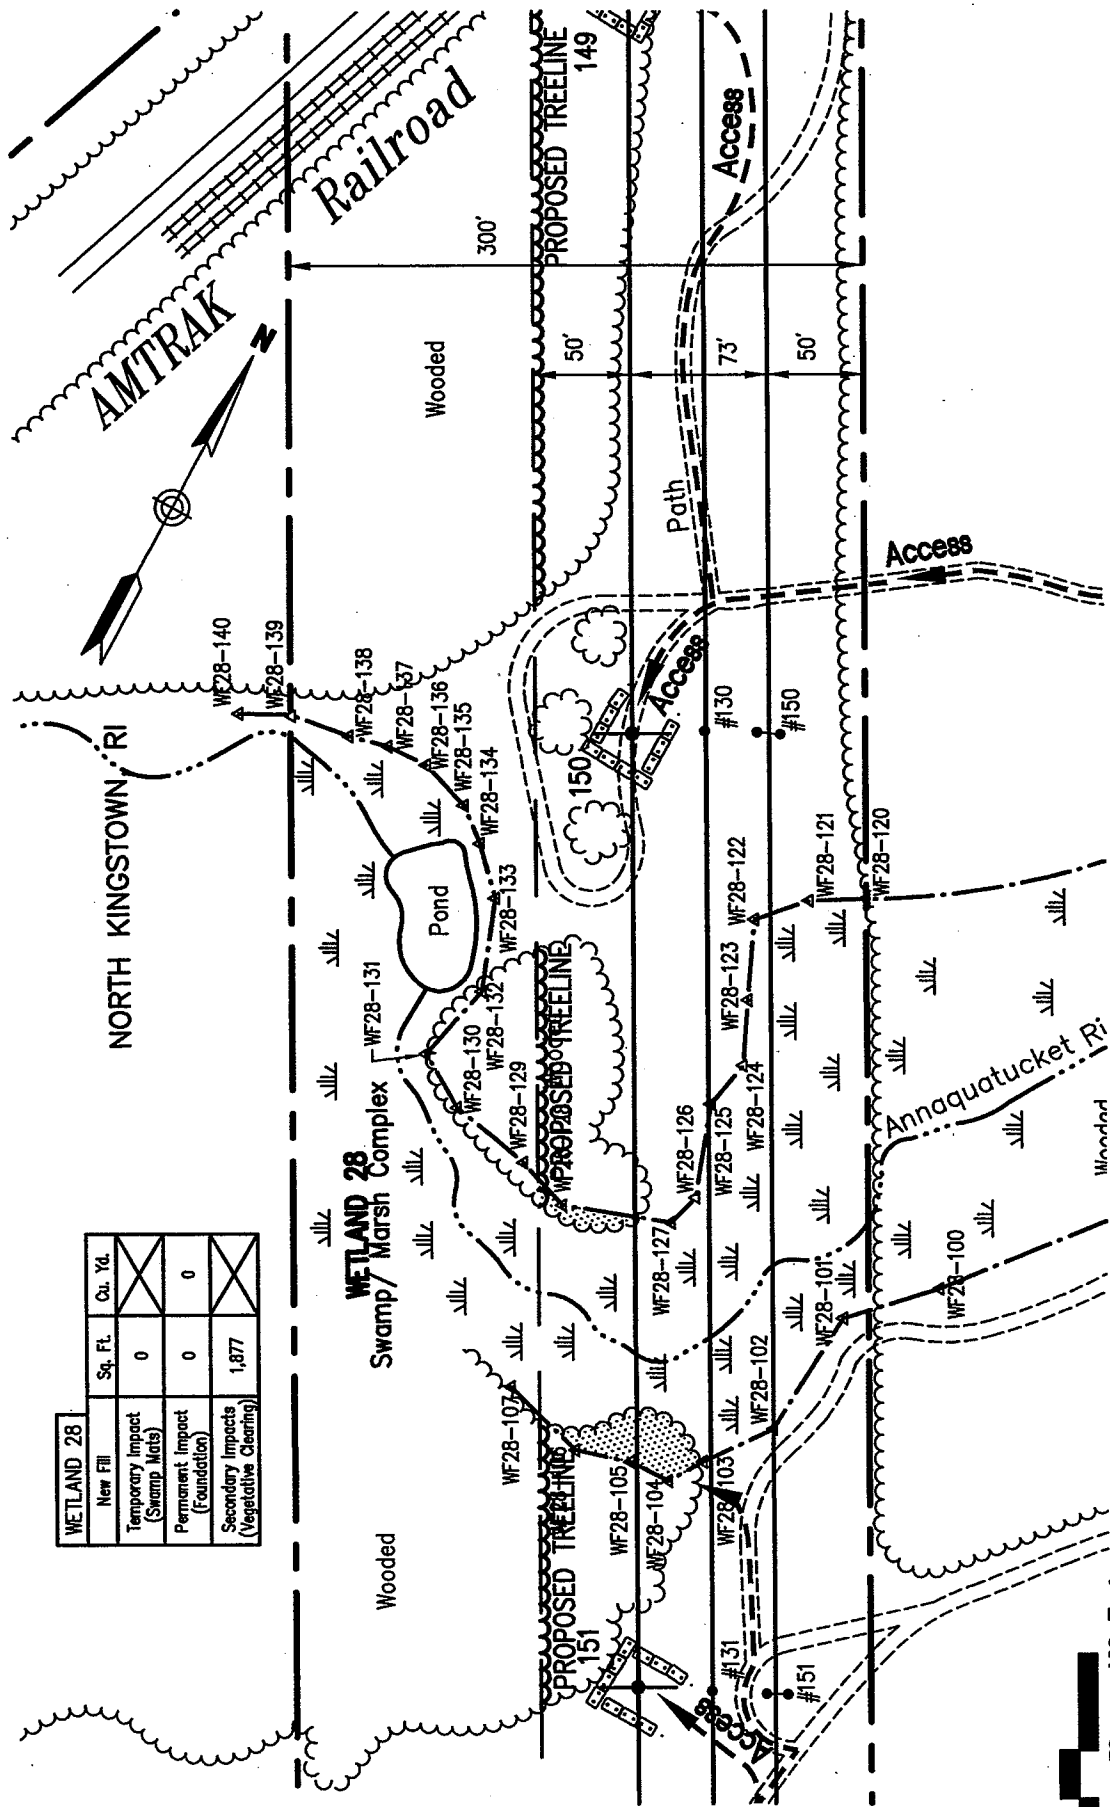 WETLAND 28
New Fill Sq. Ft. Cu. Yd.
Temporary Impact (Swamp Mats) 0
Permanent Impact (Foundation) 0 0
Secondary Impacts (Vegetative Clearing) 1,877
NORTH KINGSTOWN, RI
AMTRAK
Railroad
N
Wooded
Wooded
Wooded
WETLAND 28
Swamp/ Marsh Complex
Pond
WF28-140
WF28-139
WF28-138
WF28-137
WF28-136
WF28-135
WF28-134
WF28-133
WF28-132
WF28-131
WF28-130
WF28-129
WF28-127
WF28-126
WF28-125
WF28-124
WF28-123
WF28-122
WF28-121
WF28-120
WF28-107
WF28-105
WF28-104
WF28-103
WF28-102
WF28-101
WF28-100
PROPOSED TREELINE
149
PROPOSED TREELINE
PROPOSED TREELINE
151
150
300'
50'
73'
50'
Path
Access
Access
Access
Access
#130
#150
#131
#151
Annaquatucket Ri